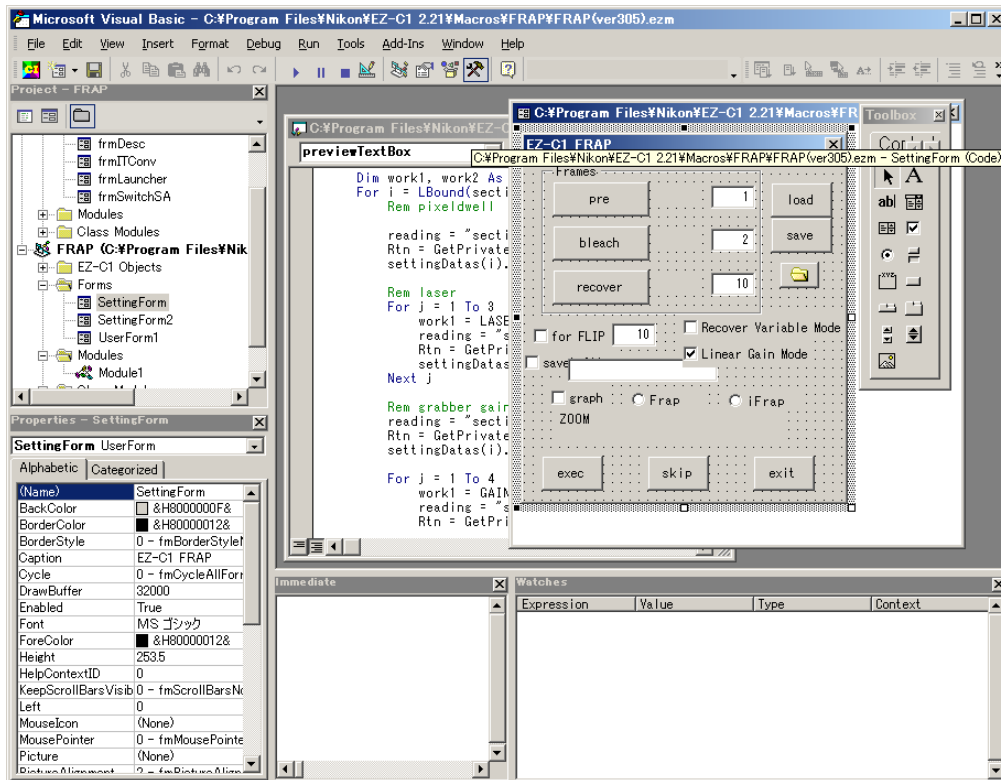 Microsoft Visual Basic - C:¥Program Files¥Nikon¥EZ-C1 2.21¥Macros¥FRAP¥FRAP(ver305).ezm
File Edit View Insert Format Debug Run Tools Add-Ins Window Help
Project - FRAP
frmDesc
frmITConv
frmLauncher
frmSwitchSA
Modules
Class Modules
FRAP (C:¥Program Files¥Nik
EZ-C1 Objects
Forms
SettingForm
SettingForm2
UserForm1
Modules
Module1
Properties - SettingForm
SettingForm UserForm
Alphabetic Categorized
(Name) SettingForm
BackColor &H8000000F&
BorderColor &H80000012&
BorderStyle 0 - fmBorderStyleN
Caption EZ-C1 FRAP
Cycle 0 - fmCycleAllForr
DrawBuffer 32000
Enabled True
Font MS ゴシック
ForeColor &H80000012&
Height 253.5
HelpContextID 0
KeepScrollBarsVisib 0 - fmScrollBarsNo
Left 0
MouseIcon (None)
MousePointer 0 - fmMousePointe
Picture (None)
PictureAlignment 2 - fmPictureAlign
C:¥Program Files¥Nikon¥EZ-C
previewTextBox
Dim work1, work2 As
For i = LBound(secti
Rem pixeldwell
reading = "secti
Rtn = GetPrivate
settingDatas(i).
Rem laser
For j = 1 To 3
work1 = LASE
reading = "s
Rtn = GetPri
settingDatas
Next j
Rem grabber gair
reading = "secti
Rtn = GetPrivate
settingDatas(i).
For j = 1 To 4
work1 = GAIN
reading = "s
Rtn = GetPri
C:¥Program Files¥Nikon¥EZ-C1 2.21¥Macros¥FR
EZ-C1 FRAP
C:¥Program Files¥Nikon¥EZ-C1 2.21¥Macros¥FRAP¥FRAP(ver305).ezm - SettingForm (Code)
Frames
pre 1 load
bleach 2 save
recover 10
for FLIP 10 Recover Variable Mode
save Linear Gain Mode
graph Frap iFrap
ZOOM
exec skip exit
Toolbox
A
ab|
xyz
Immediate
Watches
Expression Value Type Context